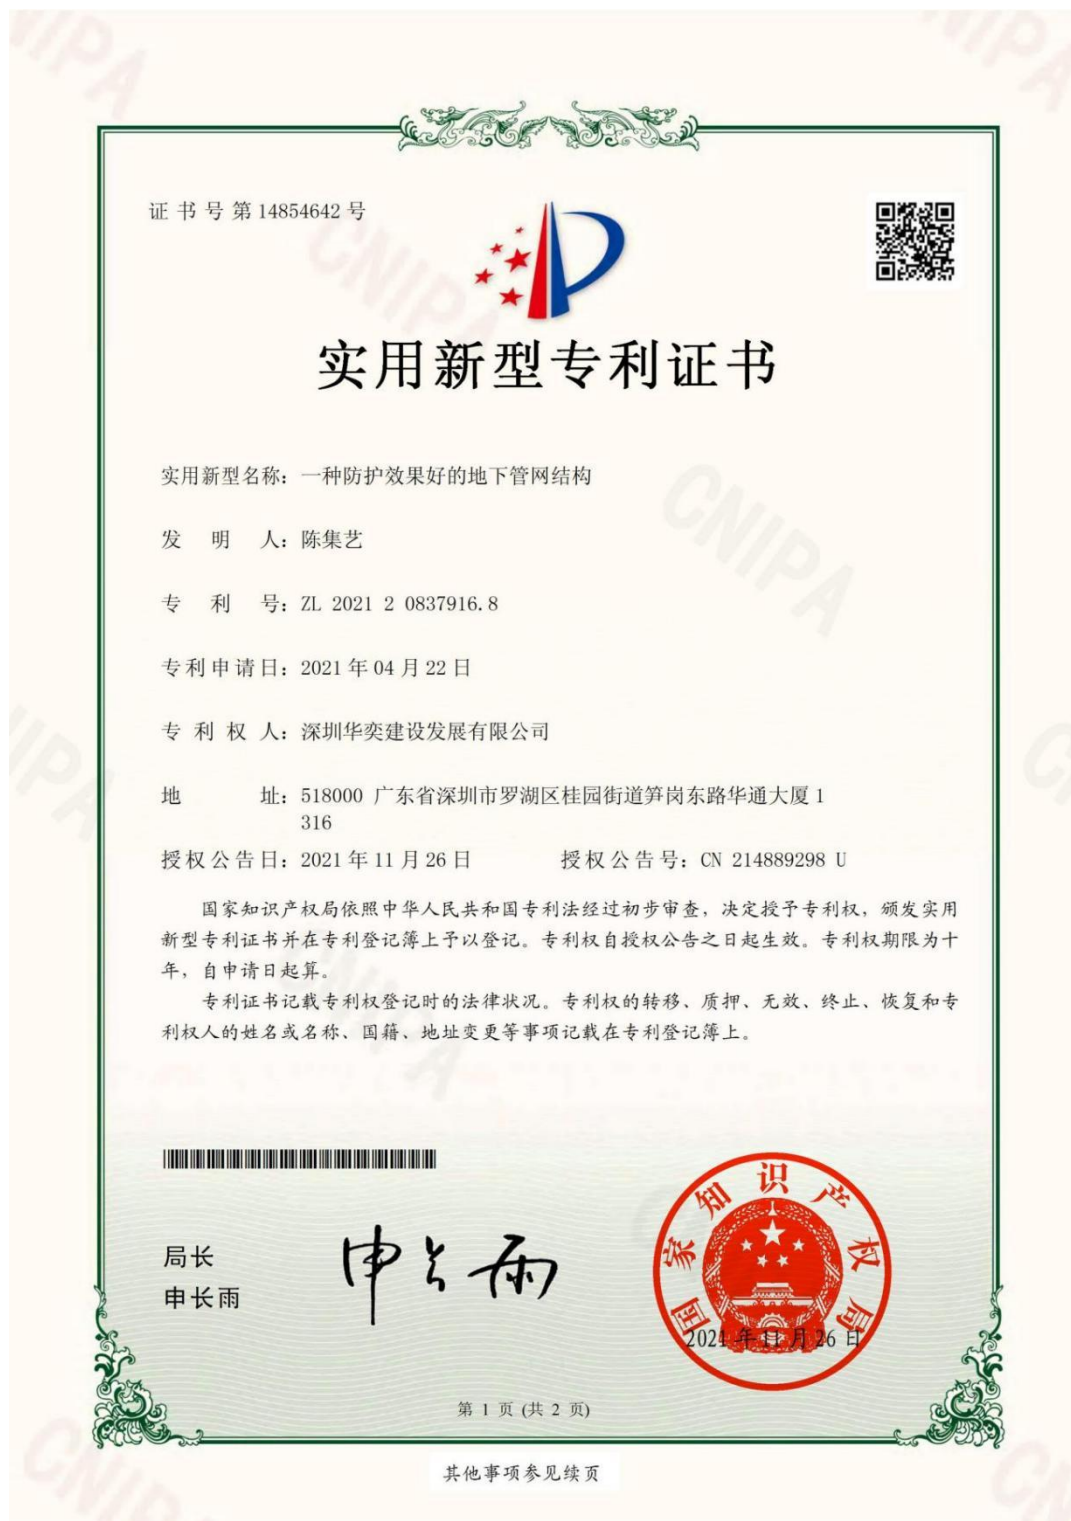 证书号第14854642号
实用新型专利证书
实用新型名称：一种防护效果好的地下管网结构
发明人：陈集艺
专利号：ZL 2021 2 0837916.8
专利申请日：2021年04月22日
专利权人：深圳华奕建设发展有限公司
地址：518000 广东省深圳市罗湖区桂园街道笋岗东路华通大厦1
316
授权公告日：2021年11月26日 授权公告号：CN 214889298 U
国家知识产权局依照中华人民共和国专利法经过初步审查，决定授予专利权，颁发实用
新型专利证书并在专利登记簿上予以登记。专利权自授权公告之日起生效。专利权期限为十
年，自申请日起算。
专利证书记载专利权登记时的法律状况。专利权的转移、质押、无效、终止、恢复和专
利权人的姓名或名称、国籍、地址变更等事项记载在专利登记簿上。
局长
申长雨
申长雨
国家知识产权局
2021年11月26日
第 1 页 (共 2 页)
其他事项参见续页
CNIPA
CNIPA
CNIPA
CNIPA
CNIPA